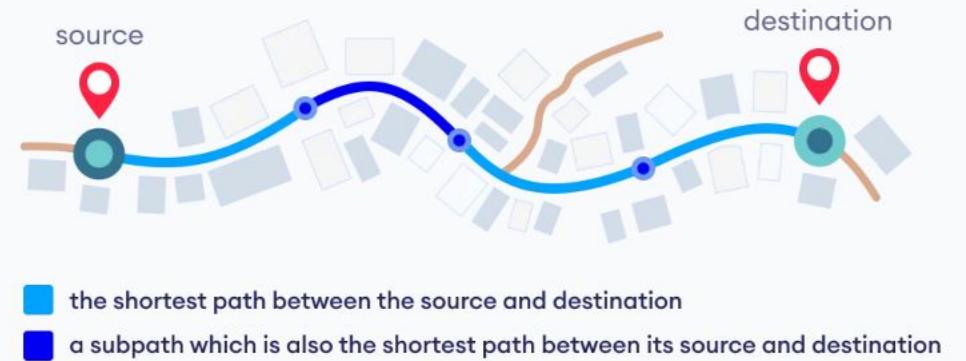 destination
source
the shortest path between the source and destination
a subpath which is also the shortest path between its source and destination